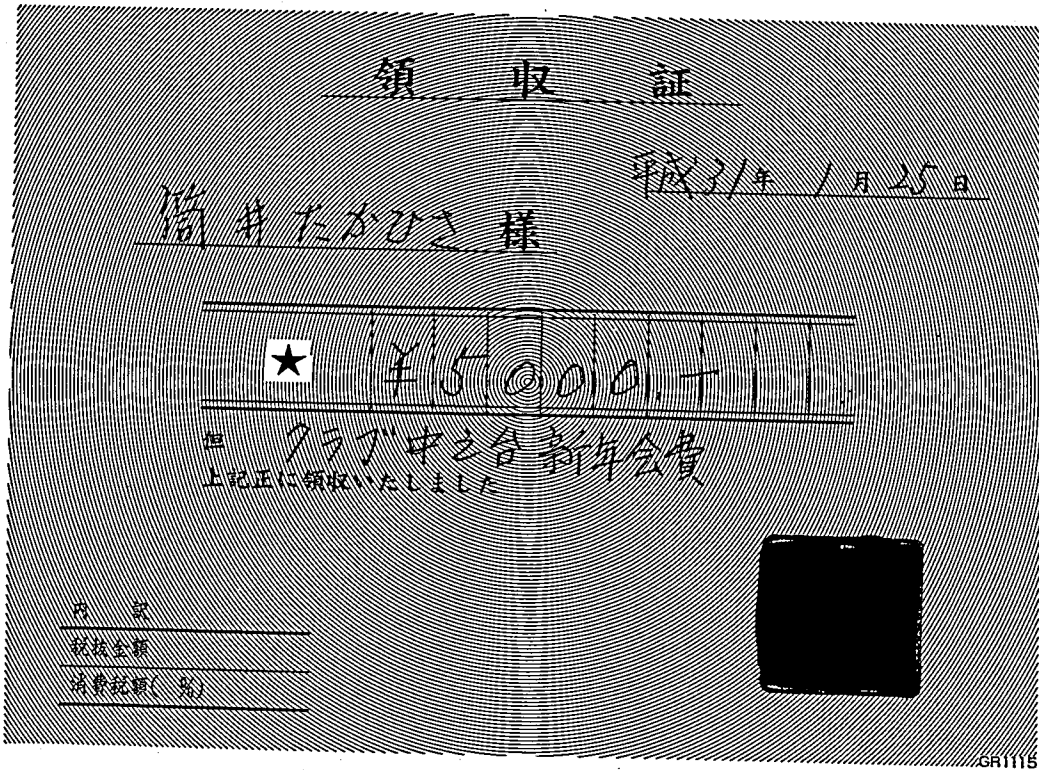 領収証
平成31年 1月25日
筒井たかひさ 様
★ ¥5000-
但 クラブ中之台新年会費
上記正に領収いたしました
内 訳
税抜金額
消費税額( %)
GR1115